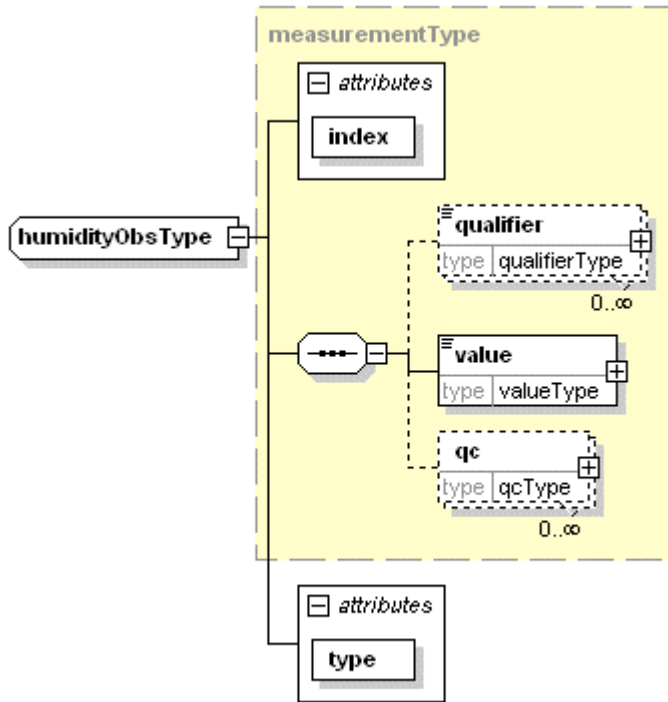 measurementType
attributes
index
humidityObsType
qualifier
type qualifierType
0..∞
value
type valueType
qc
type qcType
0..∞
attributes
type